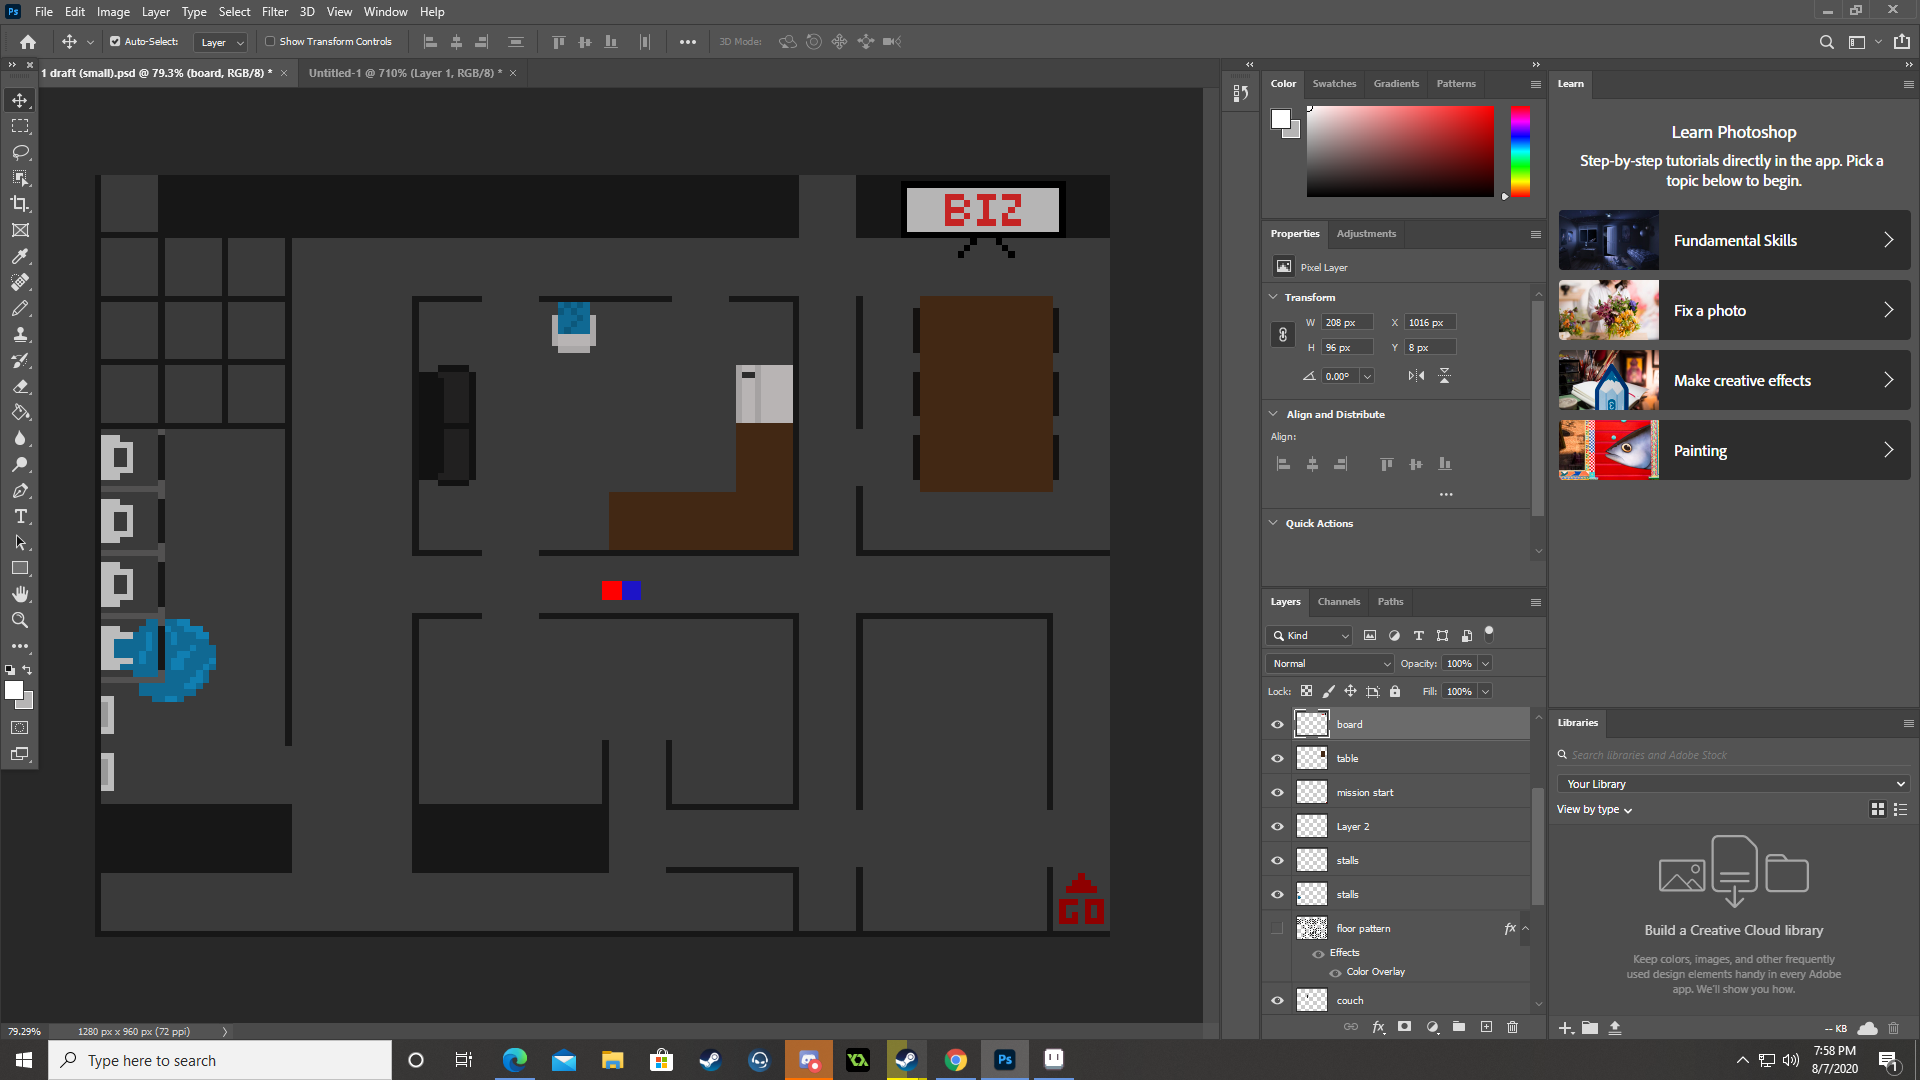 Ps File Edit Image Layer Type Select Filter 3D View Window Help
Auto-Select: Layer Show Transform Controls 3D Mode:
1 draft (small).psd @ 79.3% (board, RGB/8) * × Untitled-1 @ 710% (Layer 1, RGB/8) * ×
BIZ
GO
79.29% 1280 px x 960 px (72 ppi)
Color Swatches Gradients Patterns
Properties Adjustments
Pixel Layer
Transform
W 208 px X 1016 px
H 96 px Y 8 px
0.00°
Align and Distribute
Align:
Quick Actions
Layers Channels Paths
Kind
Normal Opacity: 100%
Lock: Fill: 100%
board
table
mission start
Layer 2
stalls
stalls
floor pattern fx
Effects
Color Overlay
couch
fx
Learn
Learn Photoshop
Step-by-step tutorials directly in the app. Pick a
topic below to begin.
Fundamental Skills
Fix a photo
Make creative effects
Painting
Libraries
Search libraries and Adobe Stock
Your Library
View by type
Build a Creative Cloud library
Keep colors, images, and other frequently
used design elements handy in every Adobe
app. We'll show you how.
-- KB
Type here to search
Ps
7:58 PM
8/7/2020
1